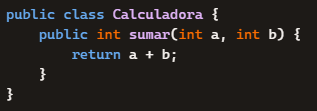 public class Calculadora {
    public int sumar(int a, int b) {
        return a + b;
    }
}